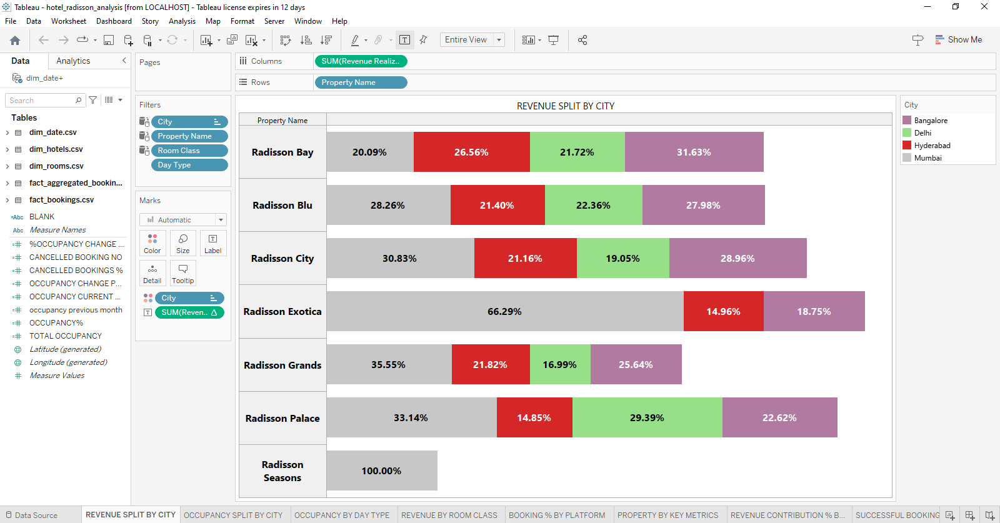 Tableau - hotel_radisson_analysis [from LOCALHOST] - Tableau license expires in 12 days
File Data Worksheet Dashboard Story Analysis Map Format Server Window Help
Entire View
Show Me
Data Analytics
dim_date+
Search
Tables
dim_date.csv
dim_hotels.csv
dim_rooms.csv
fact_aggregated_bookin...
fact_bookings.csv
=Abc BLANK
Abc Measure Names
%OCCUPANCY CHANGE ...
CANCELLED BOOKING NO
CANCELLED BOOKINGS %
OCCUPANCY CHANGE P...
OCCUPANCY CURRENT ...
occupancy previous month
OCCUPANCY%
TOTAL OCCUPANCY
Latitude (generated)
Longitude (generated)
Measure Values
Pages
Filters
City
Property Name
Room Class
Day Type
Marks
Automatic
Color Size Label
Detail Tooltip
City
SUM(Reven..
Columns SUM(Revenue Realiz..
Rows Property Name
REVENUE SPLIT BY CITY
Property Name
Radisson Bay 20.09% 26.56% 21.72% 31.63%
Radisson Blu 28.26% 21.40% 22.36% 27.98%
Radisson City 30.83% 21.16% 19.05% 28.96%
Radisson Exotica 66.29% 14.96% 18.75%
Radisson Grands 35.55% 21.82% 16.99% 25.64%
Radisson Palace 33.14% 14.85% 29.39% 22.62%
Radisson
Seasons
100.00%
City
Bangalore
Delhi
Hyderabad
Mumbai
Data Source REVENUE SPLIT BY CITY OCCUPANCY SPLIT BY CITY OCCUPANCY BY DAY TYPE REVENUE BY ROOM CLASS BOOKING % BY PLATFORM PROPERTY BY KEY METRICS REVENUE CONTRIBUTION % B... SUCCESSFUL BOOKING